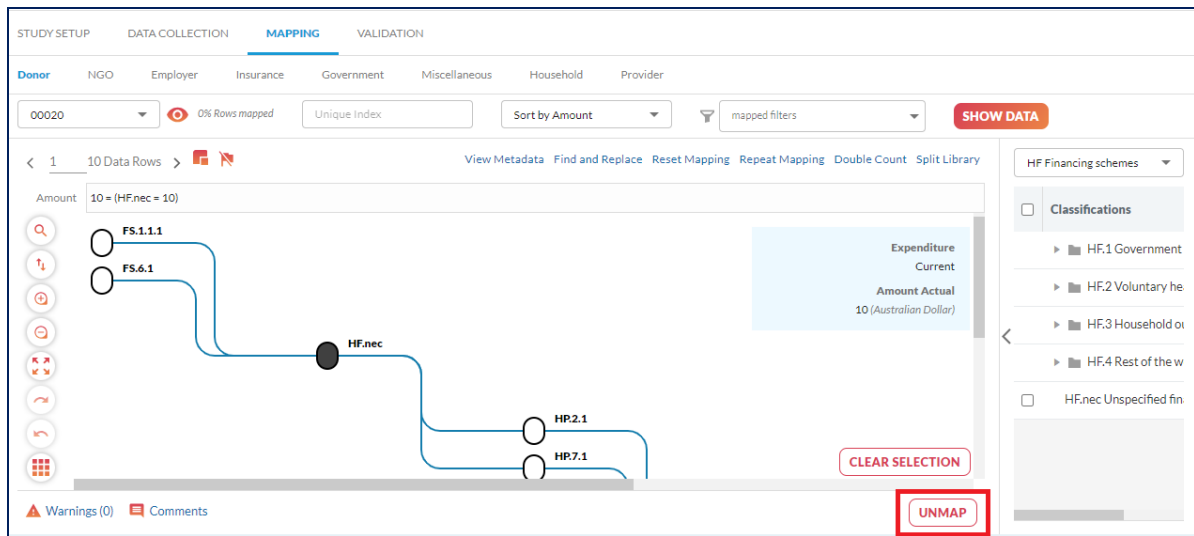 STUDY SETUP DATA COLLECTION MAPPING VALIDATION
Donor NGO Employer Insurance Government Miscellaneous Household Provider
00020 0% Rows mapped Unique Index Sort by Amount mapped filters SHOW DATA
1 10 Data Rows View Metadata Find and Replace Reset Mapping Repeat Mapping Double Count Split Library HF Financing schemes
Amount 10 = (HF.nec = 10)
Classifications
FS.1.1.1
FS.6.1
HF.nec
HP.2.1
HP.7.1
Expenditure
Current
Amount Actual
10 (Australian Dollar)
HF.1 Government
HF.2 Voluntary he
HF.3 Household ou
HF.4 Rest of the w
HF.nec Unspecified fin
CLEAR SELECTION
Warnings (0) Comments UNMAP